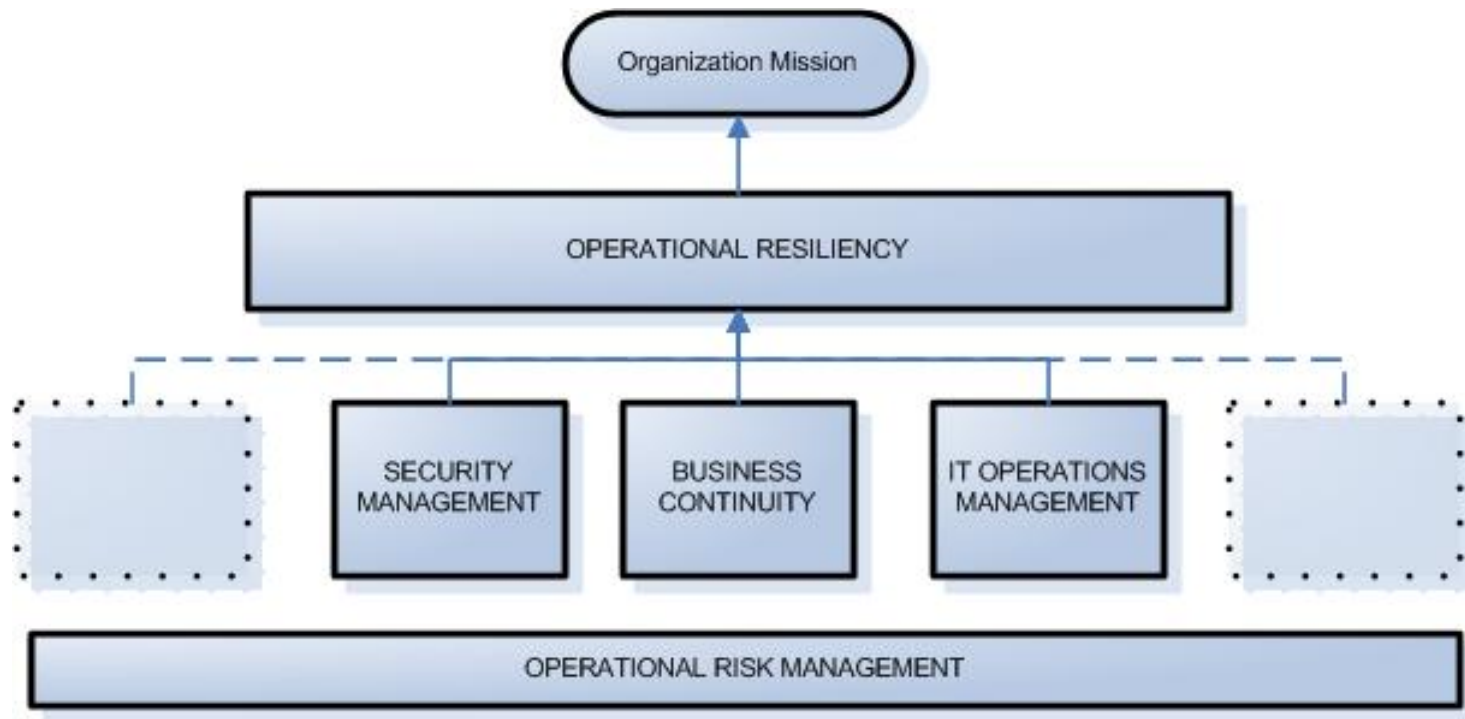 Organization Mission
OPERATIONAL RESILIENCY
SECURITY
MANAGEMENT
BUSINESS
CONTINUITY
IT OPERATIONS
MANAGEMENT
OPERATIONAL RISK MANAGEMENT